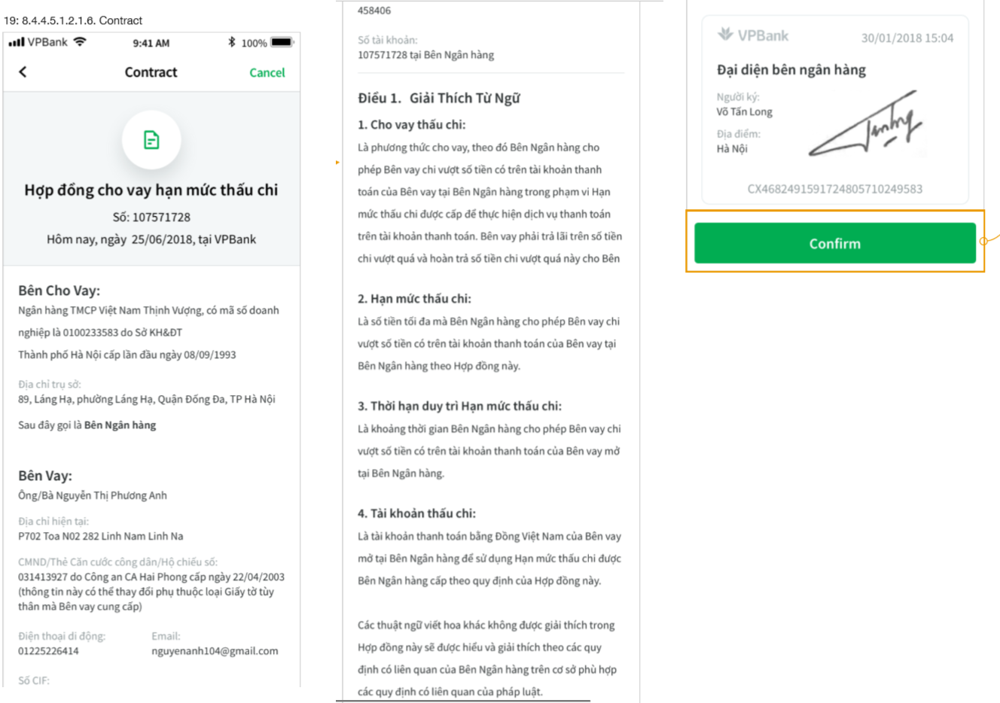 19: 8.4.4.5.1.2.1.6. Contract
VPBank
9:41 AM
100%
Contract
Cancel
Hợp đồng cho vay hạn mức thấu chi
Số: 107571728
Hôm nay, ngày 25/06/2018, tại VPBank
Bên Cho Vay:
Ngân hàng TMCP Việt Nam Thịnh Vượng, có mã số doanh
nghiệp là 0100233583 do Sở KH&ĐT
Thành phố Hà Nội cấp lần đầu ngày 08/09/1993
Địa chỉ trụ sở:
89, Láng Hạ, phường Láng Hạ, Quận Đống Đa, TP Hà Nội
Sau đây gọi là Bên Ngân hàng
Bên Vay:
Ông/Bà Nguyễn Thị Phương Anh
Địa chỉ hiện tại:
P702 Toa N02 282 Linh Nam Linh Na
CMND/Thẻ Căn cước công dân/Hộ chiếu số:
031413927 do Công an CA Hai Phong cấp ngày 22/04/2003
(thông tin này có thể thay đổi phụ thuộc loại Giấy tờ tùy
thân mà Bên vay cung cấp)
Điện thoại di động:
01225226414
Email:
nguyenanh104@gmail.com
Số CIF:
458406
Số tài khoản:
107571728 tại Bên Ngân hàng
Điều 1. Giải Thích Từ Ngữ
1. Cho vay thấu chi:
Là phương thức cho vay, theo đó Bên Ngân hàng cho
phép Bên vay chi vượt số tiền có trên tài khoản thanh
toán của Bên vay tại Bên Ngân hàng trong phạm vi Hạn
mức thấu chi được cấp để thực hiện dịch vụ thanh toán
trên tài khoản thanh toán. Bên vay phải trả lãi trên số tiền
chi vượt quá và hoàn trả số tiền chi vượt quá này cho Bên
2. Hạn mức thấu chi:
Là số tiền tối đa mà Bên Ngân hàng cho phép Bên vay chi
vượt số tiền có trên tài khoản thanh toán của Bên vay tại
Bên Ngân hàng theo Hợp đồng này.
3. Thời hạn duy trì Hạn mức thấu chi:
Là khoảng thời gian Bên Ngân hàng cho phép Bên vay chi
vượt số tiền có trên tài khoản thanh toán của Bên vay mở
tại Bên Ngân hàng.
4. Tài khoản thấu chi:
Là tài khoản thanh toán bằng Đồng Việt Nam của Bên vay
mở tại Bên Ngân hàng để sử dụng Hạn mức thấu chi được
Bên Ngân hàng cấp theo quy định của Hợp đồng này.
Các thuật ngữ viết hoa khác không được giải thích trong
Hợp đồng này sẽ được hiểu và giải thích theo các quy
định có liên quan của Bên Ngân hàng trên cơ sở phù hợp
các quy định có liên quan của pháp luật.
VPBank
30/01/2018 15:04
Đại diện bên ngân hàng
Người ký:
Võ Tấn Long
Địa điểm:
Hà Nội
CX4682491591724805710249583
Confirm